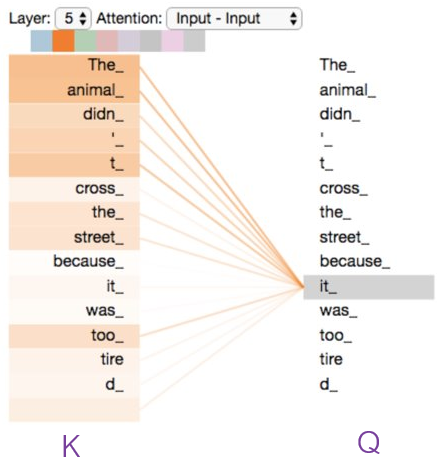 Layer: 5 Attention: Input - Input
The_ The_
animal_ animal_
didn_ didn_
'_ '_
t_ t_
cross_ cross_
the_ the_
street_ street_
because_ because_
it_ it_
was_ was_
too_ too_
tire tire
d_ d_
K Q